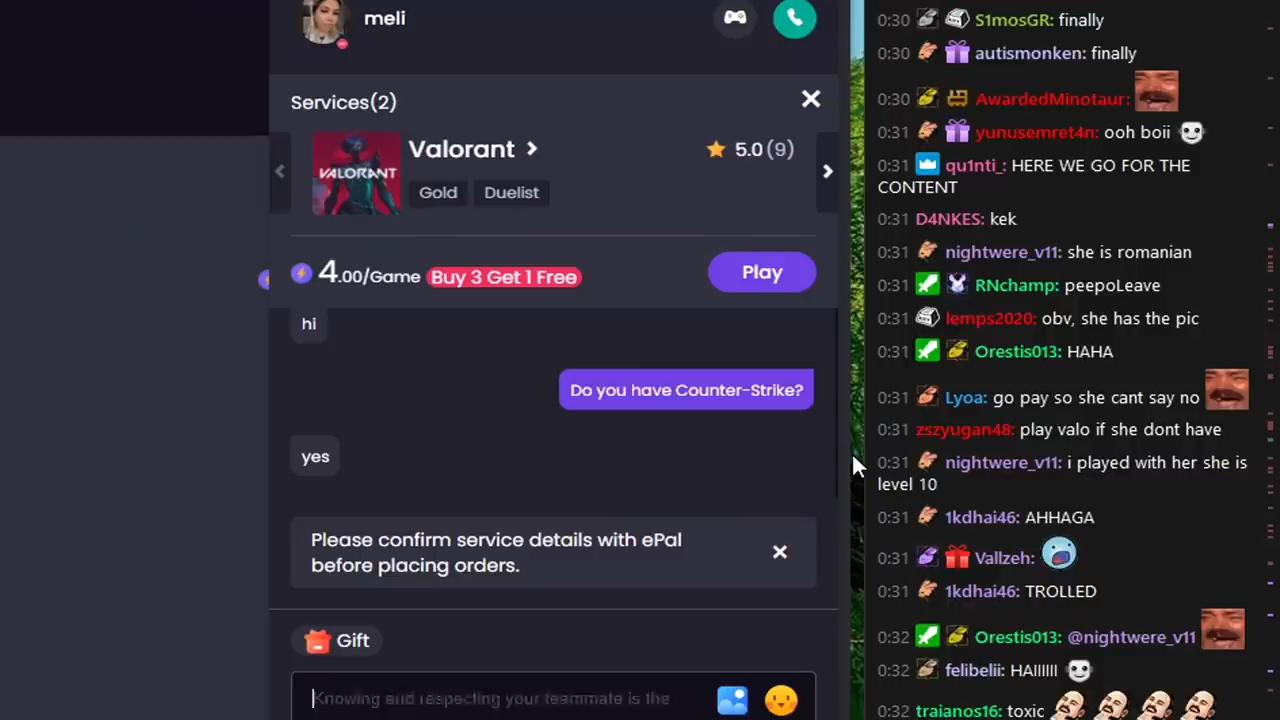 meli
Services(2)
VALORANT
Valorant
5.0 (9)
Gold
Duelist
4.00/Game Buy 3 Get 1 Free
Play
hi
Do you have Counter-Strike?
yes
Please confirm service details with ePal
before placing orders.
Gift
Knowing and respecting your teammate is the
0:30 S1mosGR: finally
0:30 autismonken: finally
0:30 AwardedMinotaur:
0:31 yunusemret4n: ooh boii
0:31 qu1nti_: HERE WE GO FOR THE
CONTENT
0:31 D4NKES: kek
0:31 nightwere_v11: she is romanian
0:31 RNchamp: peepoLeave
0:31 lemps2020: obv, she has the pic
0:31 Orestis013: HAHA
0:31 Lyoa: go pay so she cant say no
0:31 zszyugan48: play valo if she dont have
0:31 nightwere_v11: i played with her she is
level 10
0:31 1kdhai46: AHHAGA
0:31 Vallzeh:
0:31 1kdhai46: TROLLED
0:32 Orestis013: @nightwere_v11
0:32 felibelii: HAIIIIII
0:32 traianos16: toxic